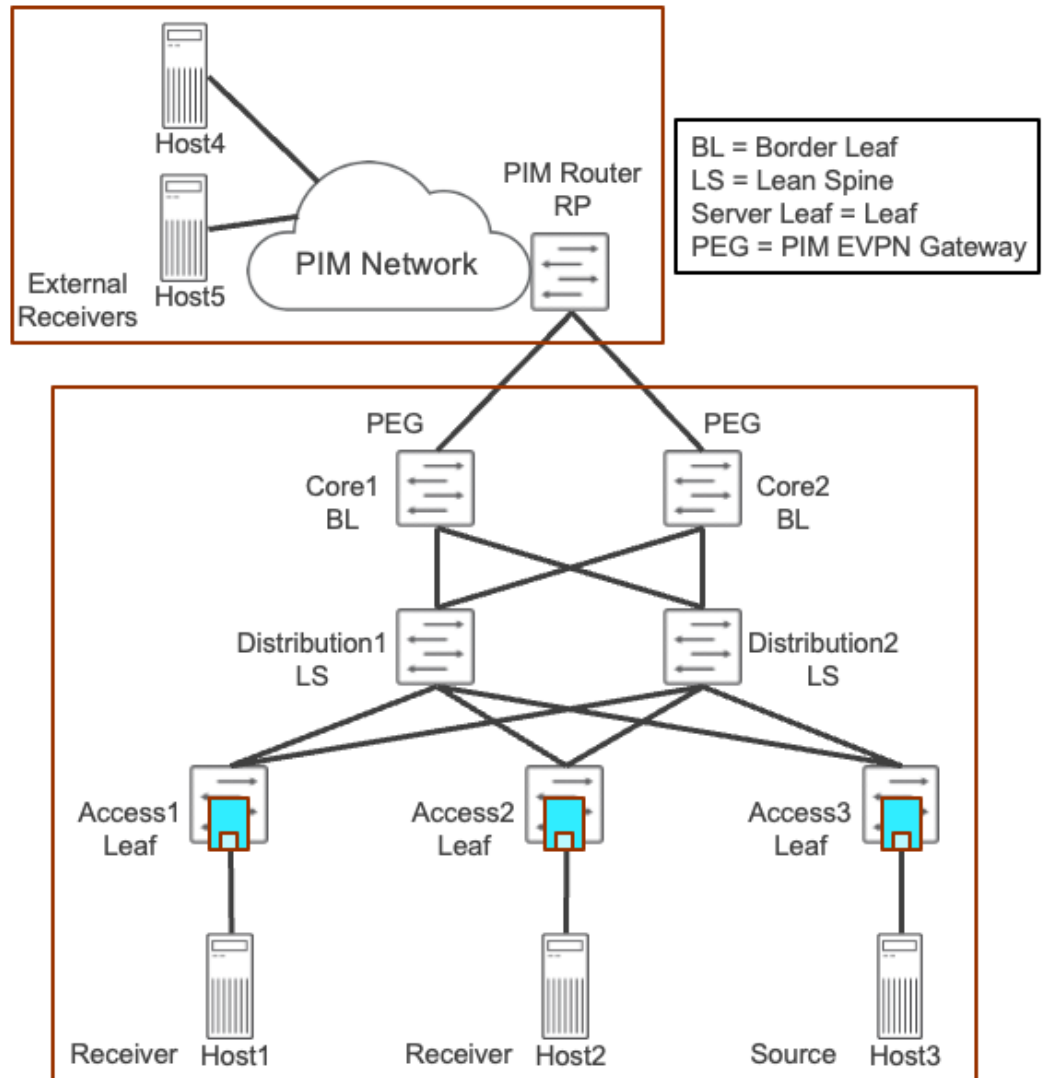 Host4
Host5
External
Receivers
PIM Network
PIM Router
RP
BL = Border Leaf
LS = Lean Spine
Server Leaf = Leaf
PEG = PIM EVPN Gateway
PEG
PEG
Core1
BL
Core2
BL
Distribution1
LS
Distribution2
LS
Access1
Leaf
Access2
Leaf
Access3
Leaf
Receiver Host1
Receiver Host2
Source Host3